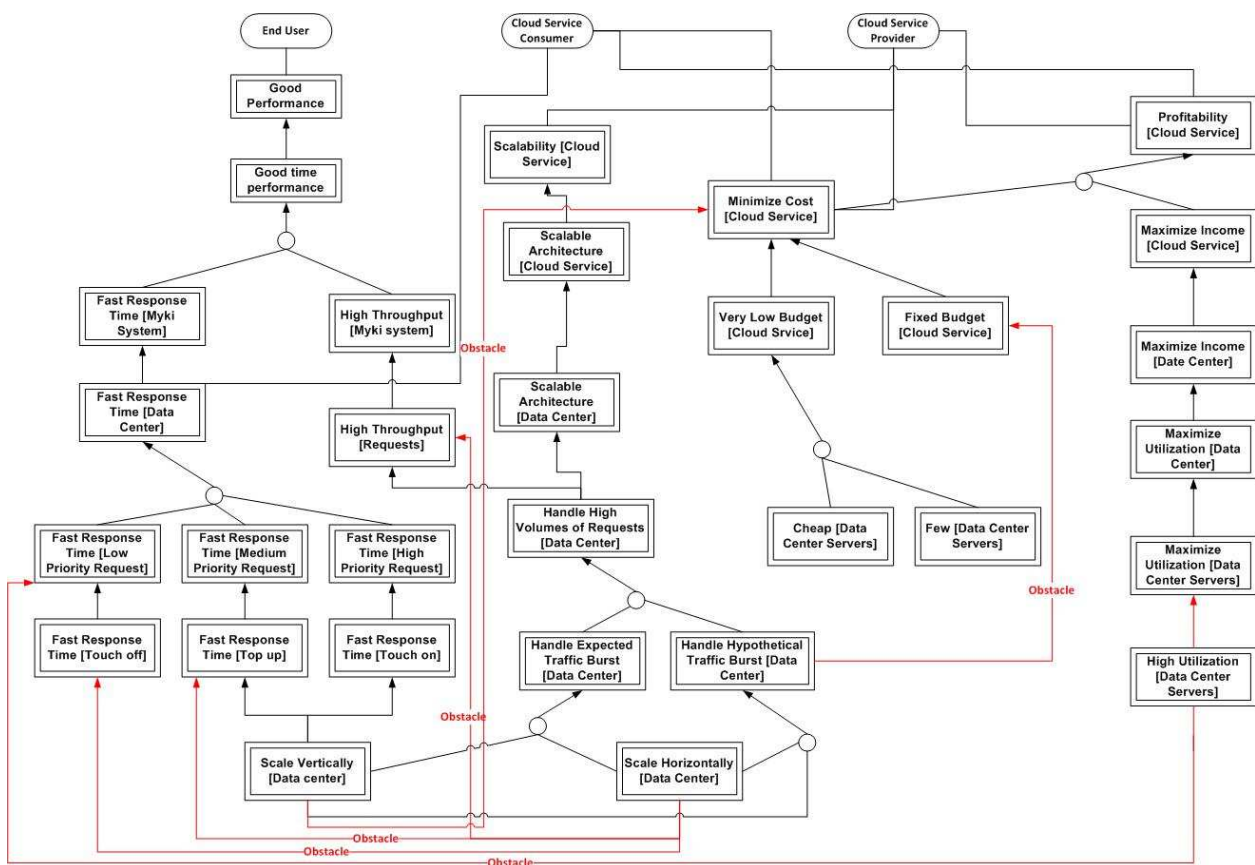 End User
Cloud Service
Consumer
Cloud Service
Provider
Good
Performance
Profitability
[Cloud Service]
Scalability [Cloud
Service]
Good time
performance
Minimize Cost
[Cloud Service]
Maximize Income
[Cloud Service]
Scalable
Architecture
[Cloud Service]
Fast Response
Time [Myki
System]
High Throughput
[Myki system]
Very Low Budget
[Cloud Srvice]
Fixed Budget
[Cloud Service]
Obstacle
Maximize Income
[Date Center]
Fast Response
Time [Data
Center]
Scalable
Architecture
[Data Center]
High Throughput
[Requests]
Maximize
Utilization [Data
Center]
Handle High
Volumes of Requests
[Data Center]
Cheap [Data
Center Servers]
Few [Data Center
Servers]
Fast Response
Time [Low
Priority Request]
Fast Response
Time [Medium
Priority Request]
Fast Response
Time [High
Priority Request]
Maximize
Utilization [Data
Center Servers]
Obstacle
Fast Response
Time [Touch off]
Fast Response
Time [Top up]
Fast Response
Time [Touch on]
Handle Expected
Traffic Burst
[Data Center]
Handle Hypothetical
Traffic Burst [Data
Center]
High Utilization
[Data Center
Servers]
Obstacle
Scale Vertically
[Data center]
Scale Horizontally
[Data Center]
Obstacle
Obstacle
Obstacle